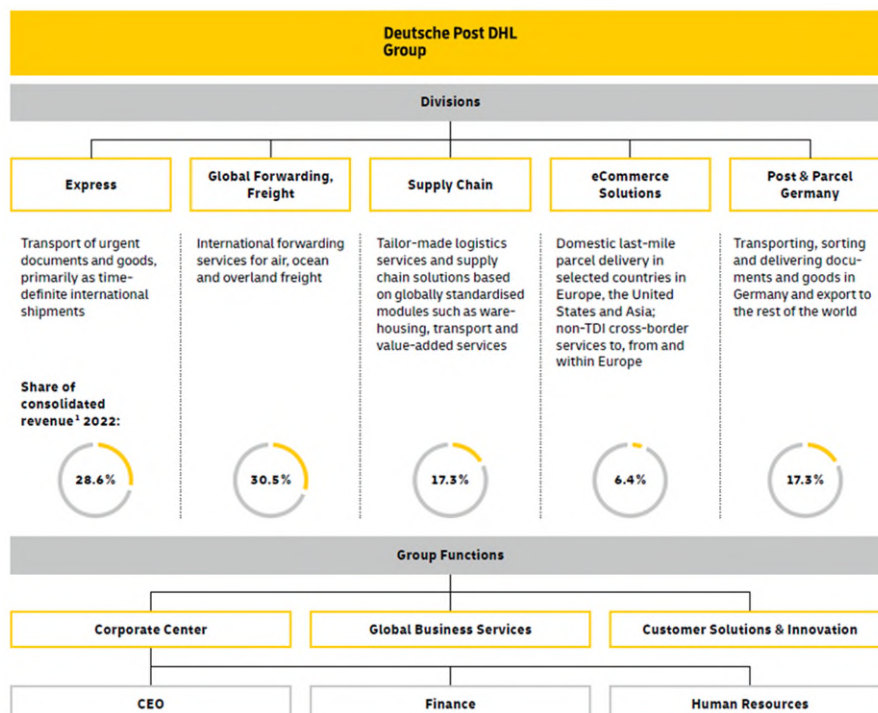 Deutsche Post DHL
Group
Divisions
Express
Global Forwarding,
Freight
Supply Chain
eCommerce
Solutions
Post & Parcel
Germany
Transport of urgent
documents and goods,
primarily as time-
definite international
shipments
International forwarding
services for air, ocean
and overland freight
Tailor-made logistics
services and supply
chain solutions based
on globally standardised
modules such as ware-
housing, transport and
value-added services
Domestic last-mile
parcel delivery in
selected countries in
Europe, the United
States and Asia;
non-TDI cross-border
services to, from and
within Europe
Transporting, sorting
and delivering docu-
ments and goods in
Germany and export to
the rest of the world
Share of
consolidated
revenue¹ 2022:
28.6%
30.5%
17.3%
6.4%
17.3%
Group Functions
Corporate Center
Global Business Services
Customer Solutions & Innovation
CEO
Finance
Human Resources